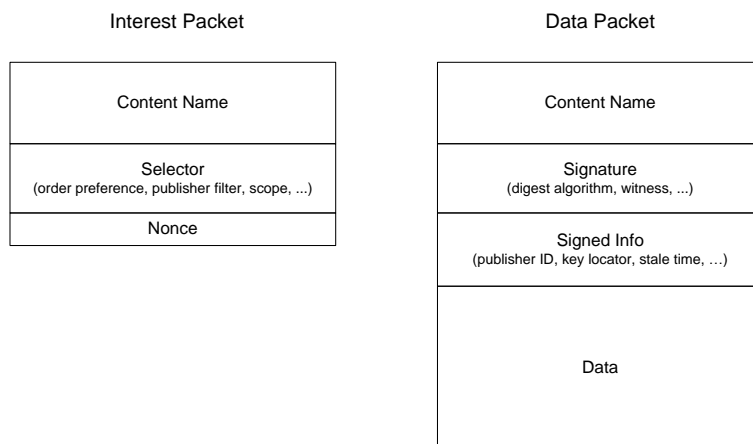 Interest Packet
Content Name
Selector
(order preference, publisher filter, scope, ...)
Nonce
Data Packet
Content Name
Signature
(digest algorithm, witness, ...)
Signed Info
(publisher ID, key locator, stale time, …)
Data